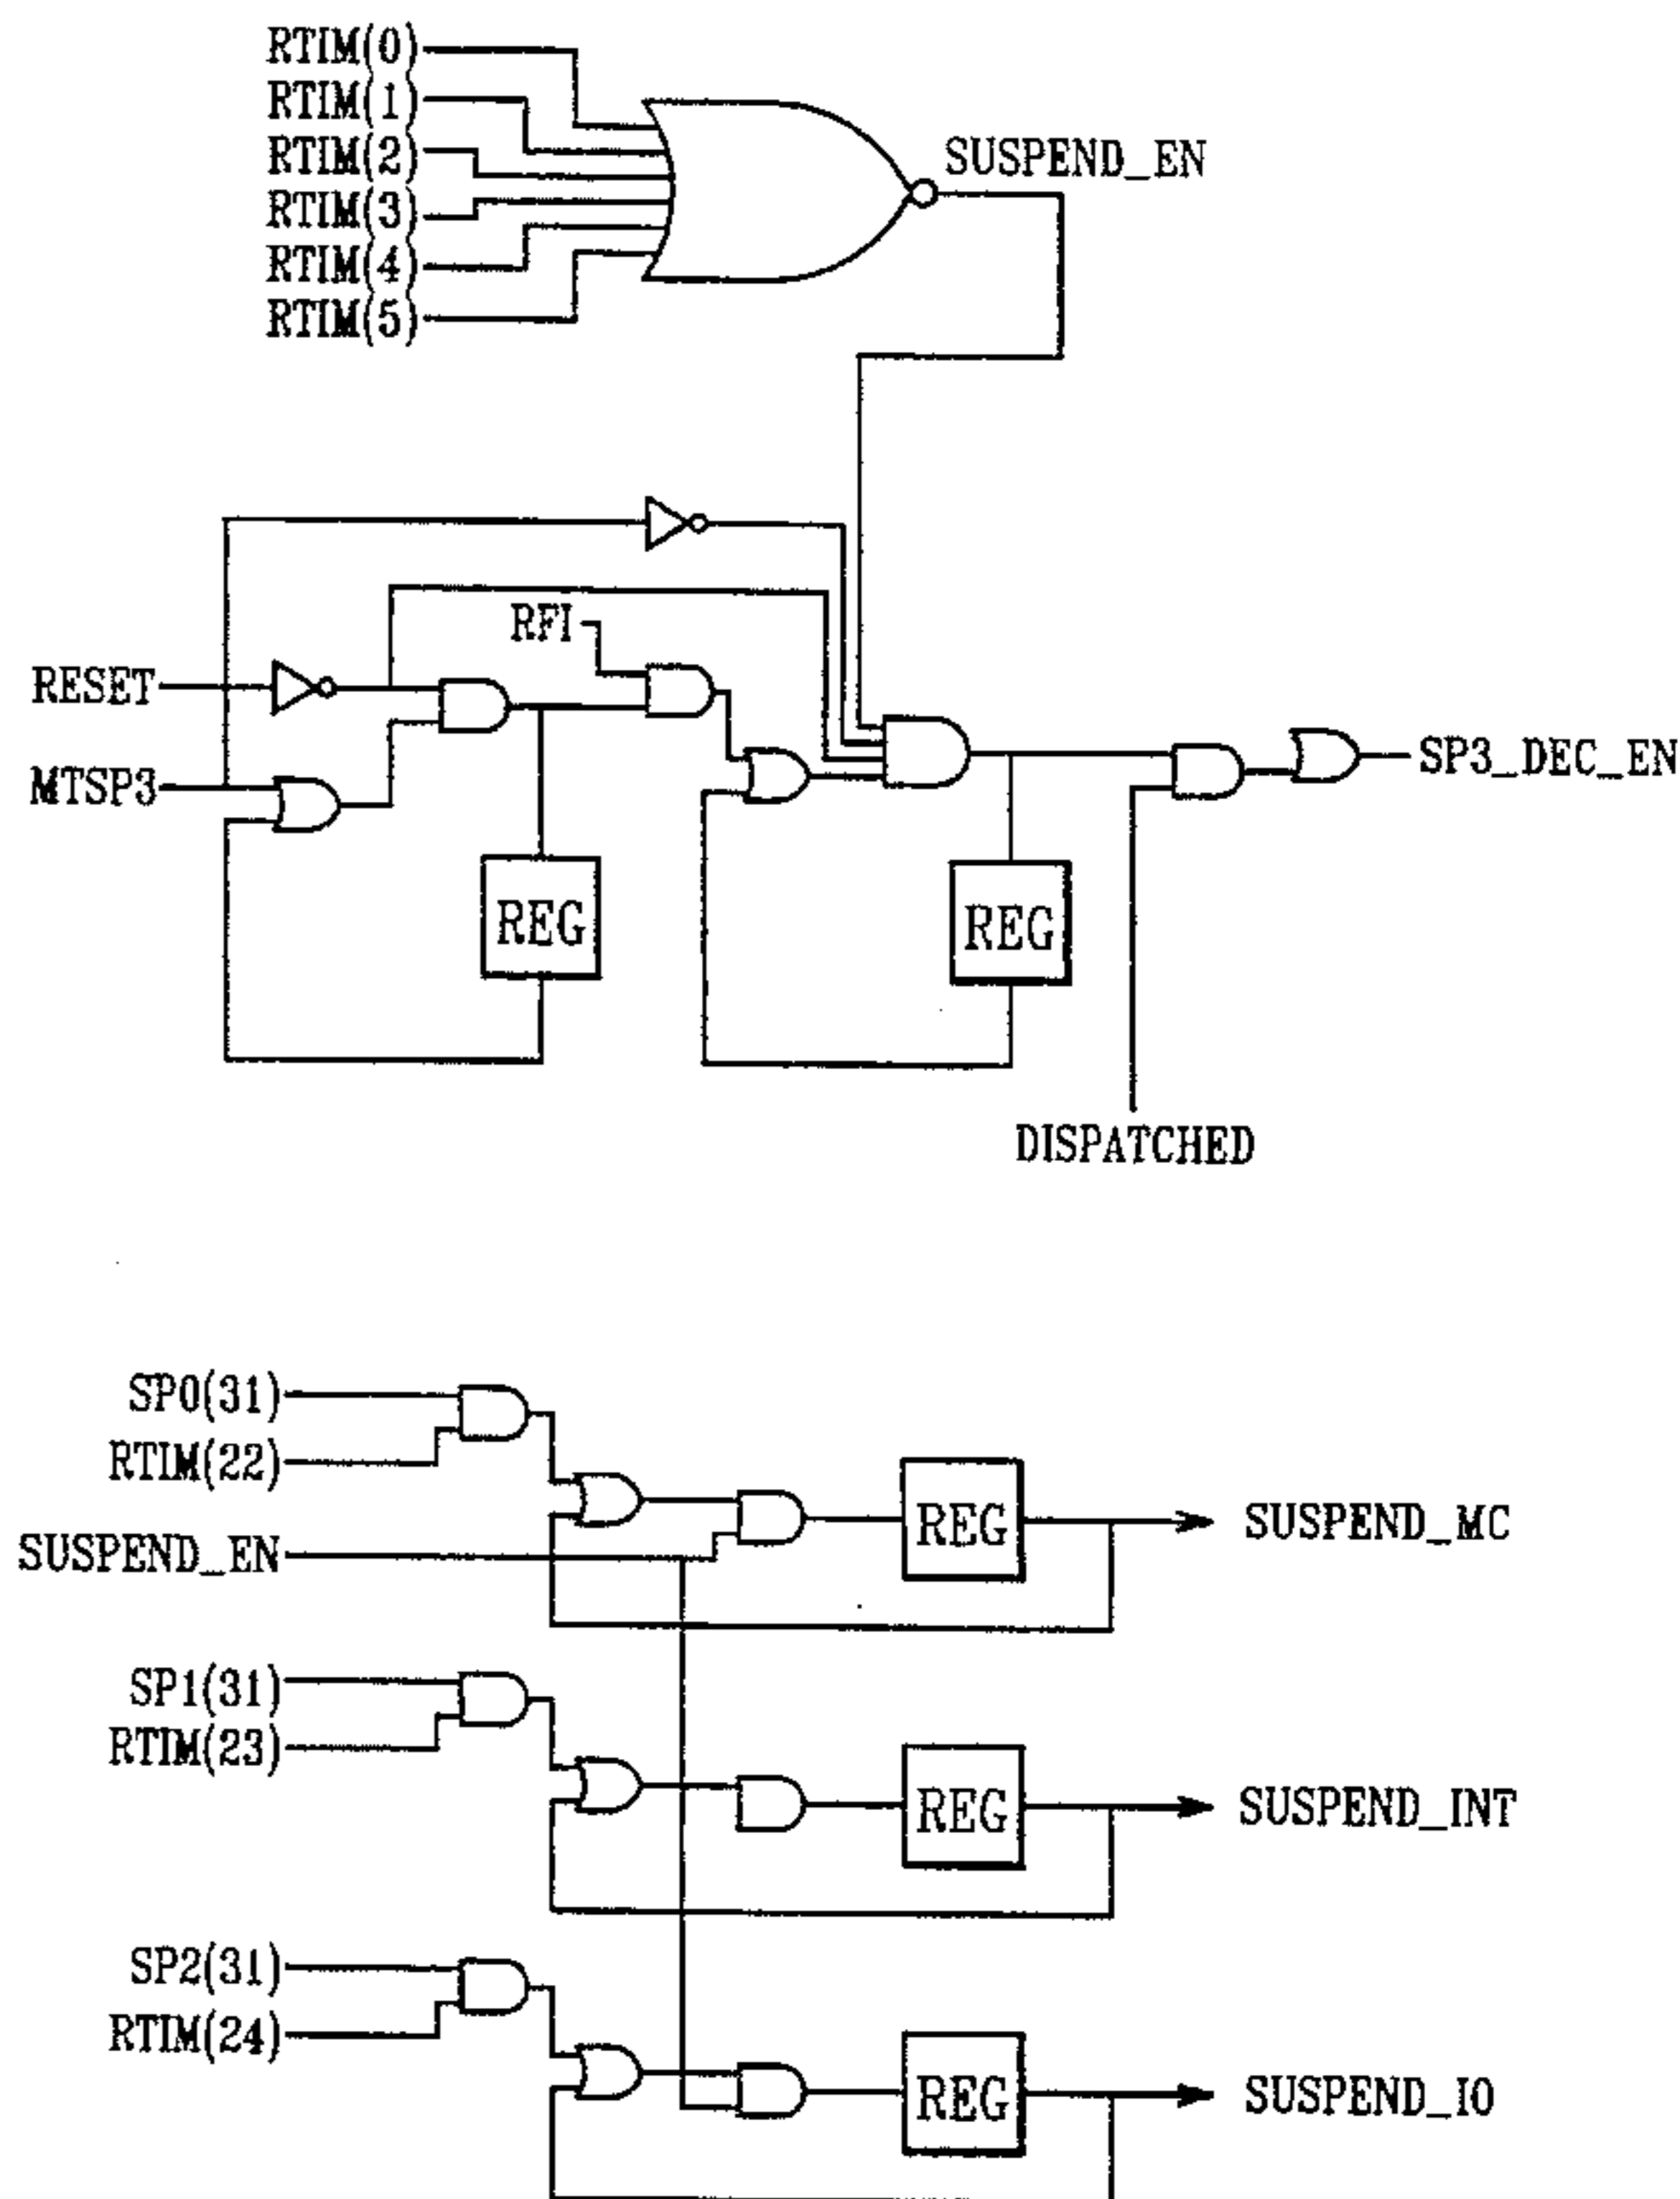 RTIM(0)
RTIM(1)
SUSPEND_EN
RTIM(2)
RTIM(3)
RTIM(4)
RTIM(5)
RFI
RESET
SP3_DEC_EN
MTSP3
REG
REG
DISPATCHED
SP0(31)
RTIM(22)
REG
SUSPEND_MC
SUSPEND_EN
SP1(31)
RTIM(23)
REG
SUSPEND_INT
SP2(31)
RTIM(24)
REG
SUSPEND_IO